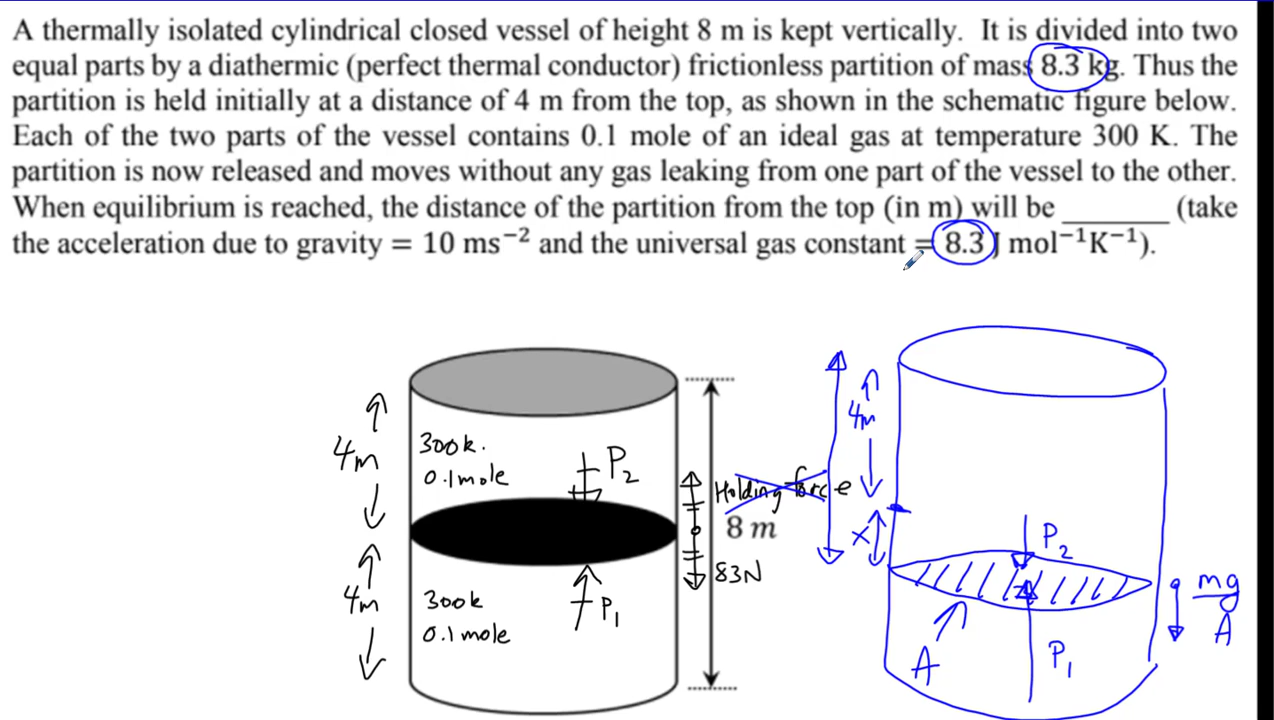 A thermally isolated cylindrical closed vessel of height 8 m is kept vertically. It is divided into two
equal parts by a diathermic (perfect thermal conductor) frictionless partition of mass 8.3 kg. Thus the
partition is held initially at a distance of 4 m from the top, as shown in the schematic figure below.
Each of the two parts of the vessel contains 0.1 mole of an ideal gas at temperature 300 K. The
partition is now released and moves without any gas leaking from one part of the vessel to the other.
When equilibrium is reached, the distance of the partition from the top (in m) will be _______ (take
the acceleration due to gravity = 10 ms⁻² and the universal gas constant = 8.3 J mol⁻¹K⁻¹).
4m
300k.
0.1mole
P₂
Holding force
8 m
83N
4m
300k
0.1mole
P₁
4m
x
P₂
mg/A
A
P₁